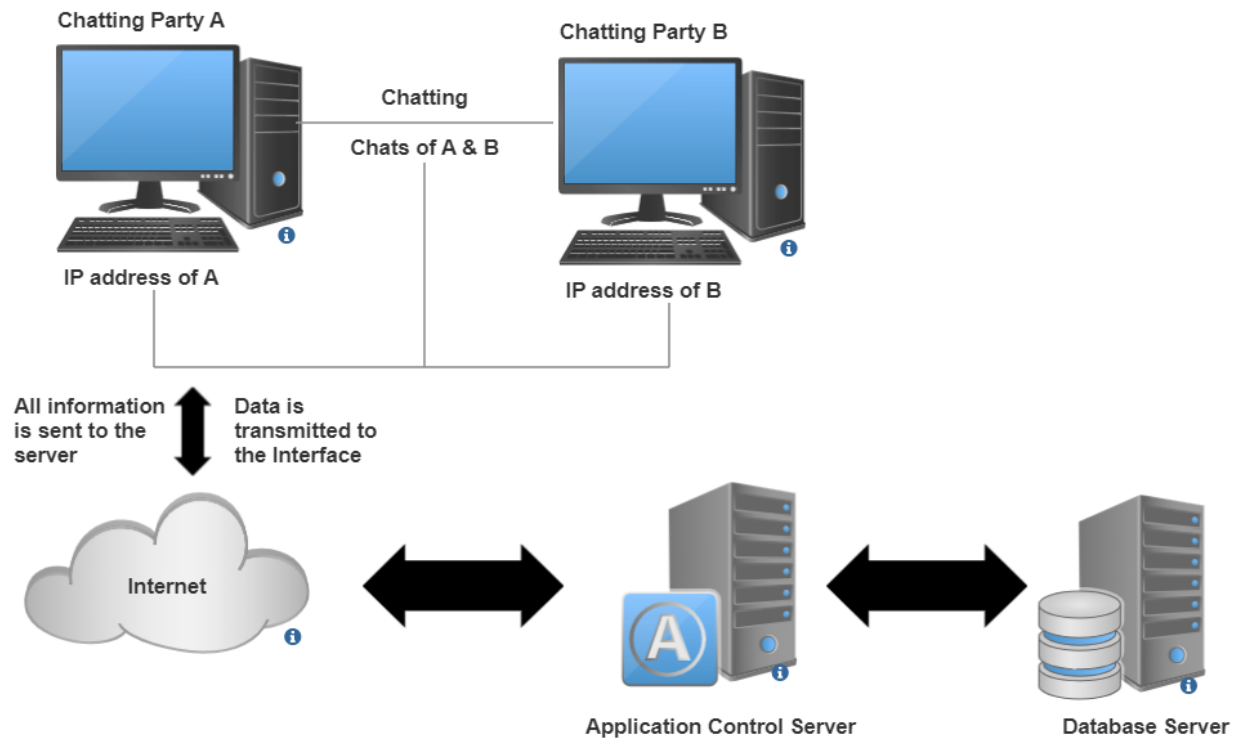 Chatting Party A
Chatting Party B
Chatting
Chats of A & B
IP address of A
IP address of B
All information
is sent to the
server
Data is
transmitted to
the Interface
Internet
A
Application Control Server
Database Server